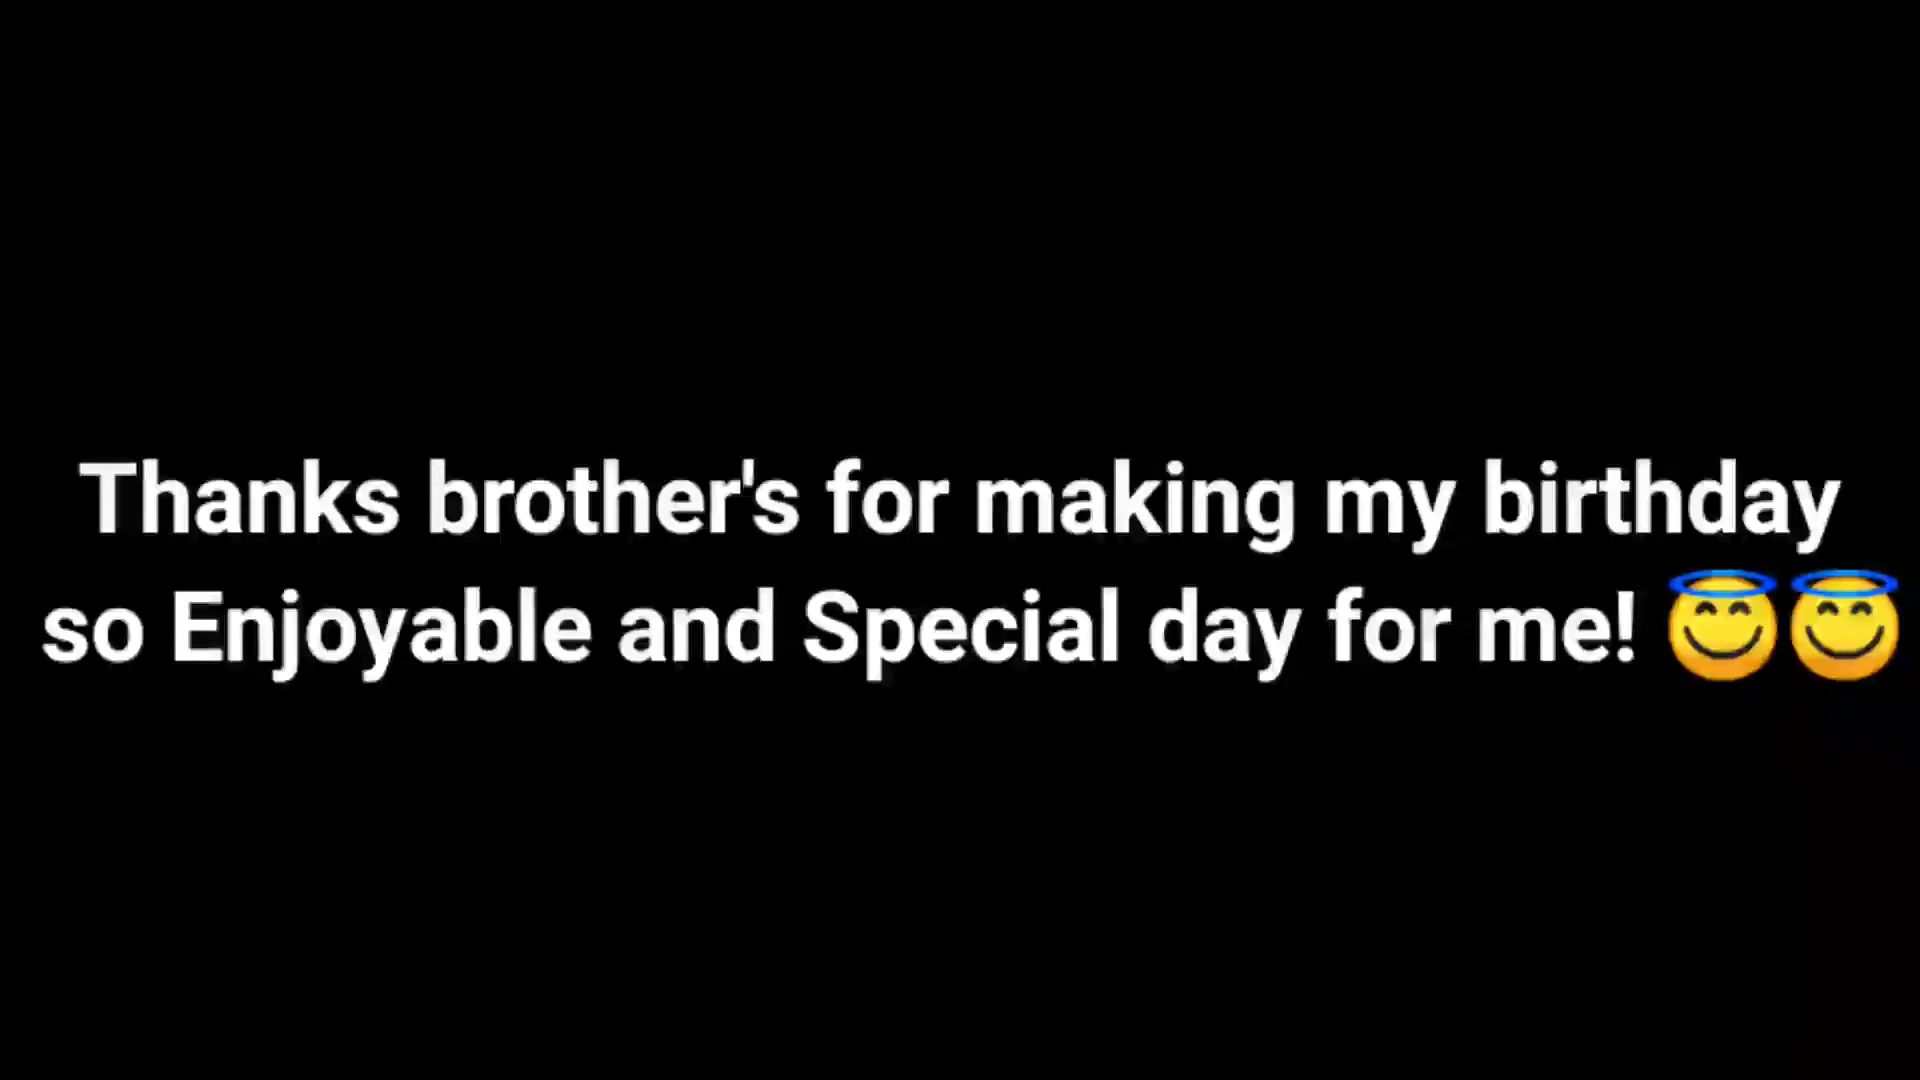 Thanks brother's for making my birthday
so Enjoyable and Special day for me! 😇😇